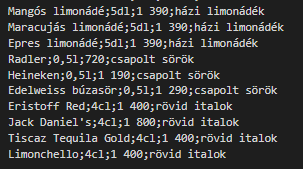 Mangós limonádé;5dl;1 390;házi limonádék
Maracujás limonádé;5dl;1 390;házi limonádék
Epres limonádé;5dl;1 390;házi limonádék
Radler;0,5l;720;csapolt sörök
Heineken;0,5l;1 190;csapolt sörök
Edelweiss búzasör;0,5l;1 290;csapolt sörök
Eristoff Red;4cl;1 400;rövid italok
Jack Daniel's;4cl;1 800;rövid italok
Tiscaz Tequila Gold;4cl;1 400;rövid italok
Limonchello;4cl;1 400;rövid italok